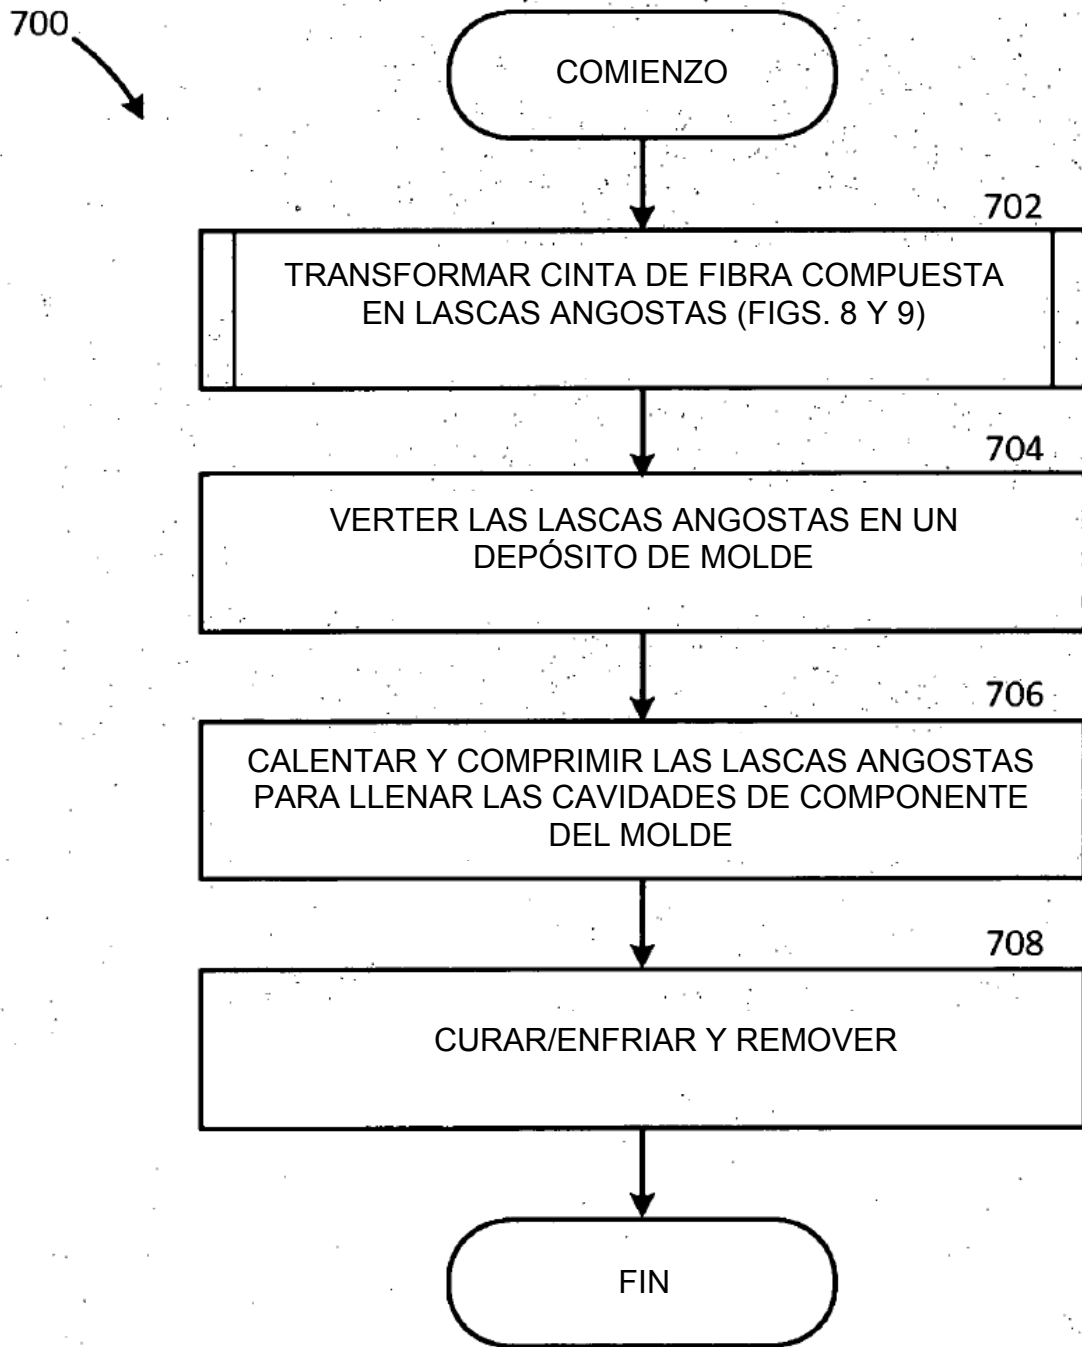 700
COMIENZO
702
TRANSFORMAR CINTA DE FIBRA COMPUESTA
EN LASCAS ANGOSTAS (FIGS. 8 Y 9)
704
VERTER LAS LASCAS ANGOSTAS EN UN
DEPÓSITO DE MOLDE
706
CALENTAR Y COMPRIMIR LAS LASCAS ANGOSTAS
PARA LLENAR LAS CAVIDADES DE COMPONENTE
DEL MOLDE
708
CURAR/ENFRIAR Y REMOVER
FIN